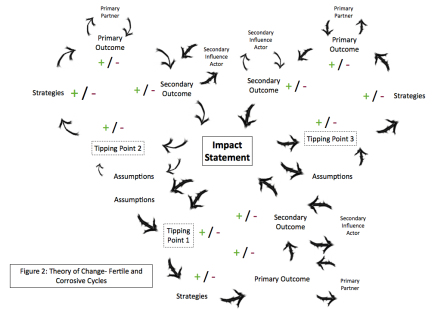 Primary
Partner
Primary
Outcome
+ / -
Strategies
+ / -
+ / -
Secondary
Outcome
Secondary
Influence
Actor
+ / -
Tipping Point 2
Assumptions
Assumptions
Primary
Partner
Primary
Outcome
+ / -
Secondary
Influence
Actor
Secondary
Outcome
+ / -
+ / -
Strategies
+ / -
Tipping Point 3
Assumptions
Impact
Statement
Tipping
Point 1
+ / -
+ / -
+ / -
+ / -
Secondary
Outcome
Secondary
Influence
Actor
Primary Outcome
Primary
Partner
Strategies
Figure 2: Theory of Change- Fertile and
Corrosive Cycles